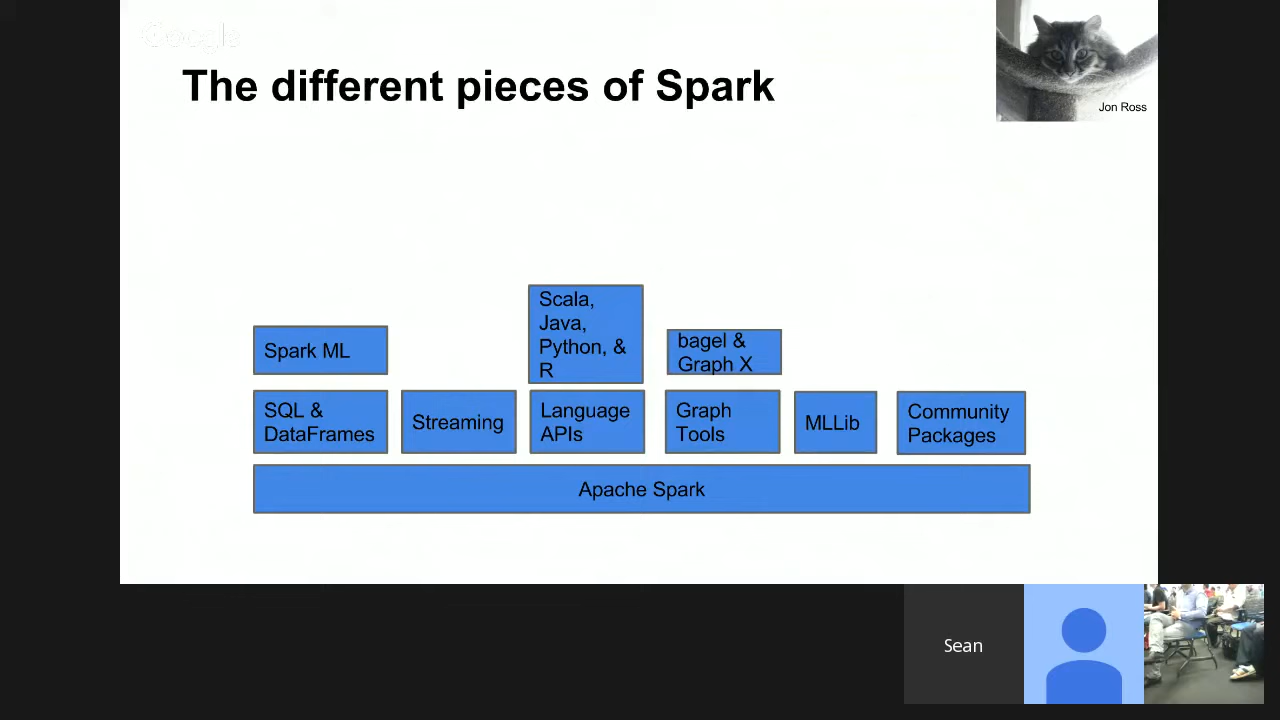 Google
The different pieces of Spark
Jon Ross
Scala,
Java,
Python, &
R
Spark ML
bagel &
Graph X
SQL &
DataFrames
Streaming
Language
APIs
Graph
Tools
MLLib
Community
Packages
Apache Spark
Sean